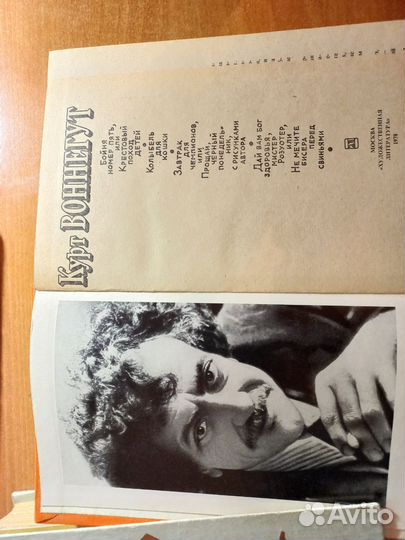 Курт ВОННЕГУТ
БОЙНЯ
НОМЕР ПЯТЬ,
ИЛИ
КРЕСТОВЫЙ
ПОХОД
ДЕТЕЙ
КОЛЫБЕЛЬ
ДЛЯ
КОШКИ
ЗАВТРАК
ДЛЯ
ЧЕМПИОНОВ,
ИЛИ
ПРОЩАЙ,
ЧЕРНЫЙ
ПОНЕДЕЛЬ-
НИК,
С РИСУНКАМИ
АВТОРА
ДАЙ ВАМ БОГ
ЗДОРОВЬЯ,
МИСТЕР
РОЗУОТЕР,
ИЛИ
НЕ МЕЧИТЕ
БИСЕРА
ПЕРЕД
СВИНЬЯМИ
МОСКВА
«ХУДОЖЕСТВЕННАЯ
ЛИТЕРАТУРА»
1978
Avito